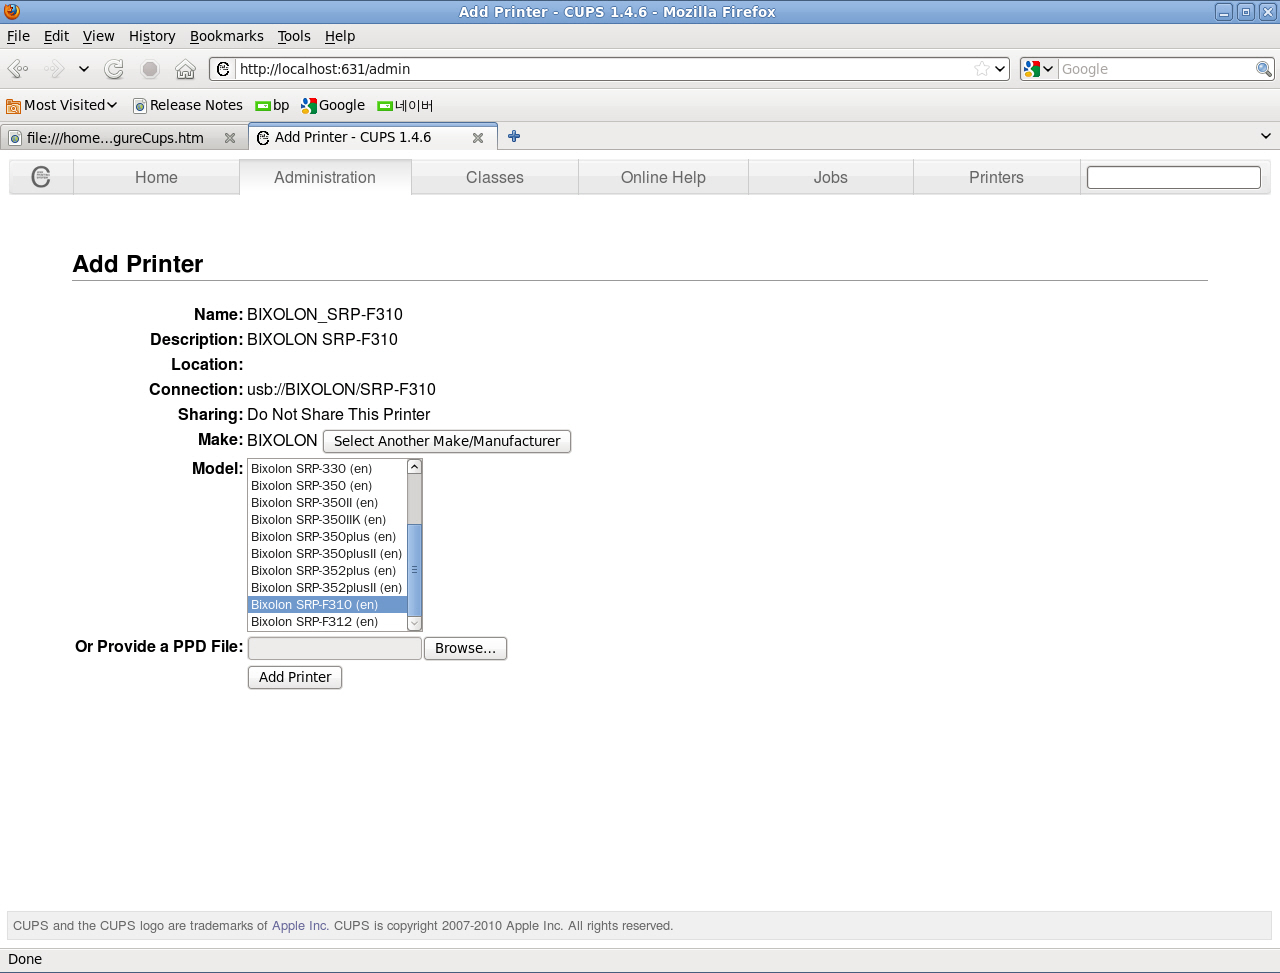 Add Printer - CUPS 1.4.6 - Mozilla Firefox
File Edit View History Bookmarks Tools Help
http://localhost:631/admin Google
Most Visited Release Notes bp Google 네이버
file:///home...gureCups.htm Add Printer - CUPS 1.4.6
Home Administration Classes Online Help Jobs Printers
Add Printer
Name: BIXOLON_SRP-F310
Description: BIXOLON SRP-F310
Location:
Connection: usb://BIXOLON/SRP-F310
Sharing: Do Not Share This Printer
Make: BIXOLON Select Another Make/Manufacturer
Model: Bixolon SRP-330 (en)
Bixolon SRP-350 (en)
Bixolon SRP-350II (en)
Bixolon SRP-350IIK (en)
Bixolon SRP-350plus (en)
Bixolon SRP-350plusII (en)
Bixolon SRP-352plus (en)
Bixolon SRP-352plusII (en)
Bixolon SRP-F310 (en)
Bixolon SRP-F312 (en)
Or Provide a PPD File: Browse...
Add Printer
CUPS and the CUPS logo are trademarks of Apple Inc. CUPS is copyright 2007-2010 Apple Inc. All rights reserved.
Done